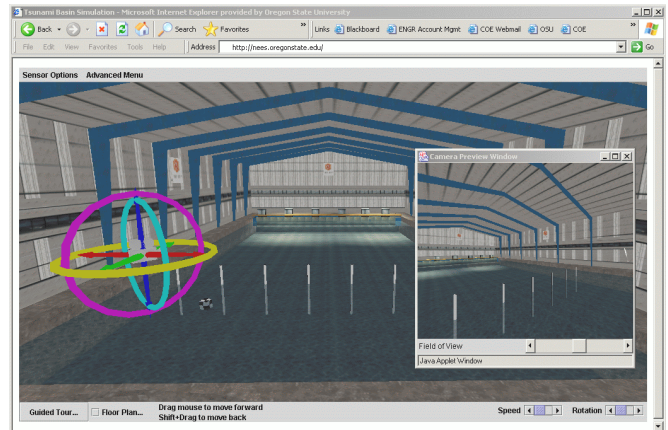 Tsunami Basin Simulation - Microsoft Internet Explorer provided by Oregon State University
Back Search Favorites » Links Blackboard ENGR Account Mgmt COE Webmail OSU COE »
File Edit View Favorites Tools Help Address http://nees.oregonstate.edu/ Go
Sensor Options Advanced Menu
Camera Preview Window
Field of View
Java Applet Window
Guided Tour... Floor Plan... Drag mouse to move forward Speed Rotation
Shift+Drag to move back